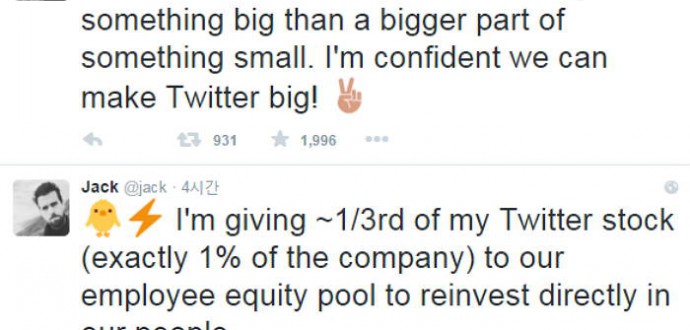 something big than a bigger part of
something small. I'm confident we can
make Twitter big! ✌
931 1,996
Jack @jack · 4시간
🐥⚡ I'm giving ~1/3rd of my Twitter stock
(exactly 1% of the company) to our
employee equity pool to reinvest directly in
our people